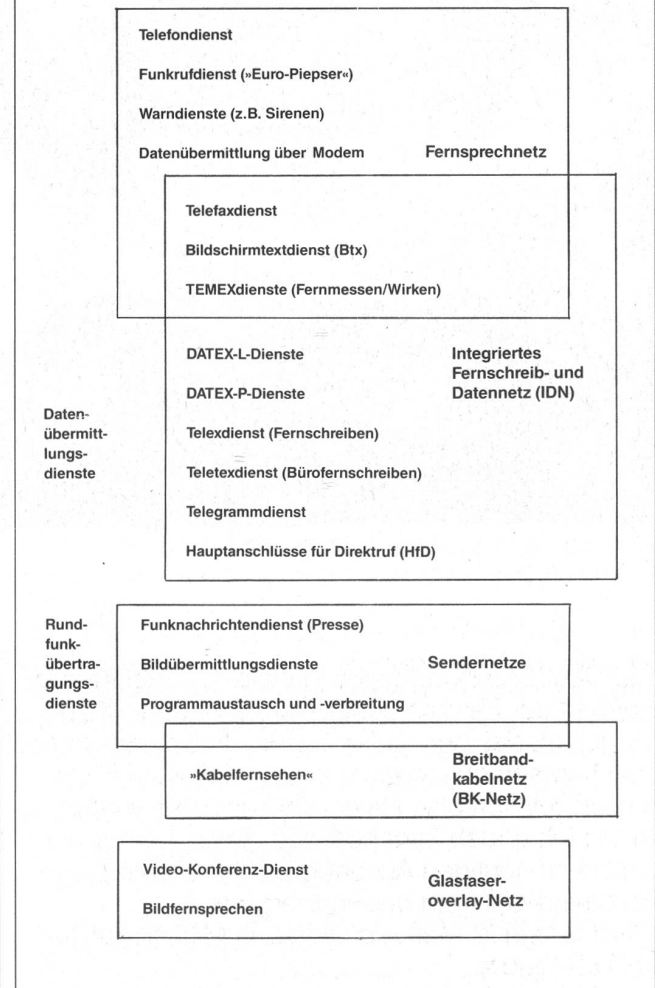 Telefondienst
Funkrufdienst (»Euro-Piepser«)
Warndienste (z.B. Sirenen)
Datenübermittlung über Modem
Fernsprechnetz
Telefaxdienst
Bildschirmtextdienst (Btx)
TEMEXdienste (Fernmessen/Wirken)
DATEX-L-Dienste
Integriertes
Fernschreib- und
Datennetz (IDN)
DATEX-P-Dienste
Daten-
übermitt-
lungs-
dienste
Telexdienst (Fernschreiben)
Teletexdienst (Bürofernschreiben)
Telegrammdienst
Hauptanschlüsse für Direktruf (HfD)
Rund-
funk-
übertra-
gungs-
dienste
Funknachrichtendienst (Presse)
Bildübermittlungsdienste
Sendernetze
Programmaustausch und -verbreitung
»Kabelfernsehen«
Breitband-
kabelnetz
(BK-Netz)
Video-Konferenz-Dienst
Bildfernsprechen
Glasfaser-
overlay-Netz